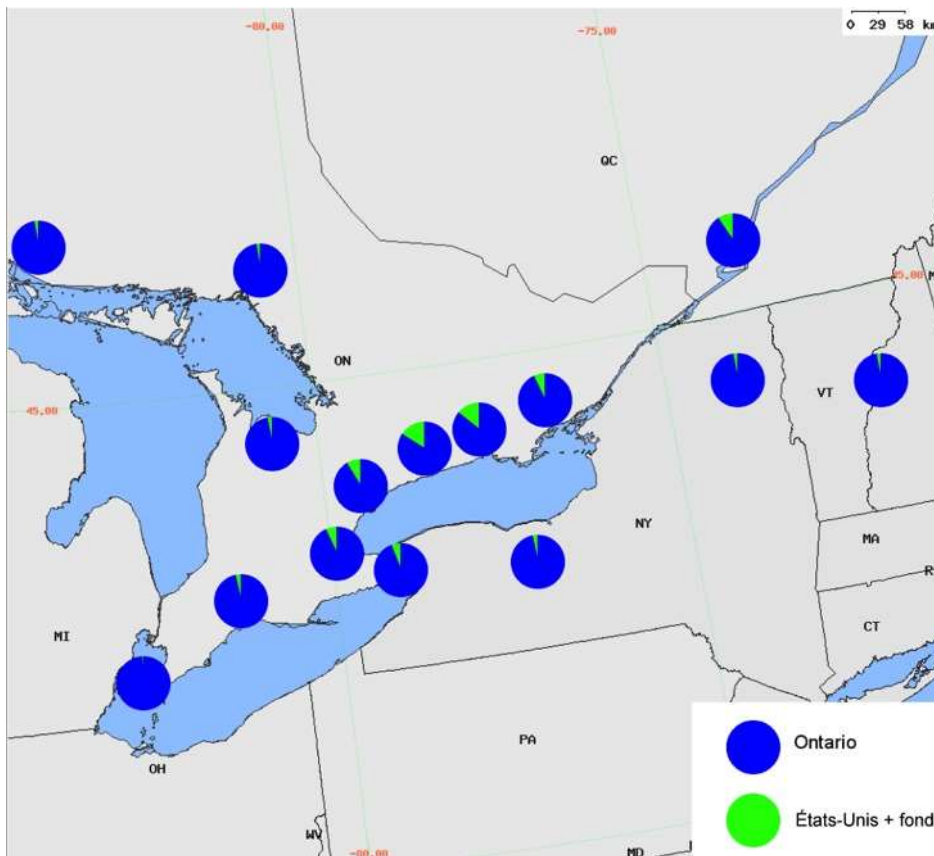 -80.00
-75.00
0 29 58 km
QC
45.00
ON
VT
45.00
NY
MA
MI
CT
PA
Ontario
OH
États-Unis + fond
WV
-80.00
MD